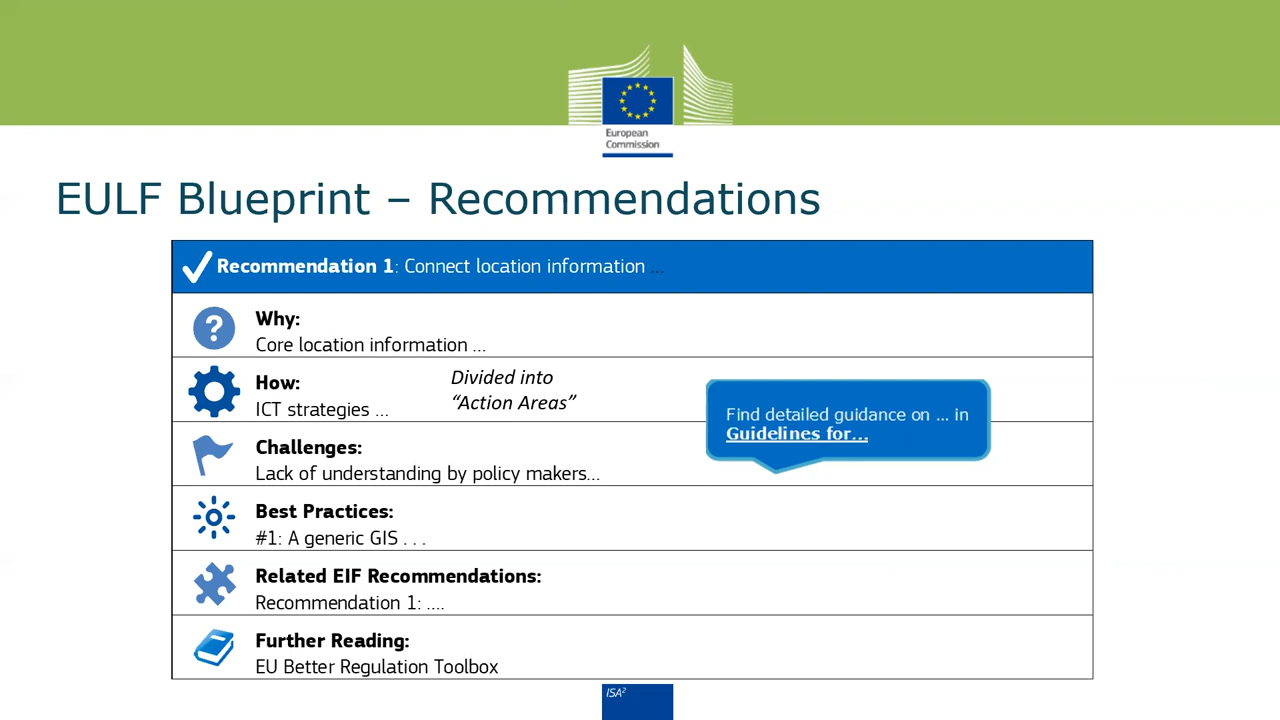 European
Commission
EULF Blueprint – Recommendations
Recommendation 1: Connect location information ...
?
Why:
Core location information ...
How:
ICT strategies ...
Divided into
“Action Areas”
Find detailed guidance on ... in
Guidelines for...
Challenges:
Lack of understanding by policy makers...
Best Practices:
#1: A generic GIS . . .
Related EIF Recommendations:
Recommendation 1: ....
Further Reading:
EU Better Regulation Toolbox
ISA²